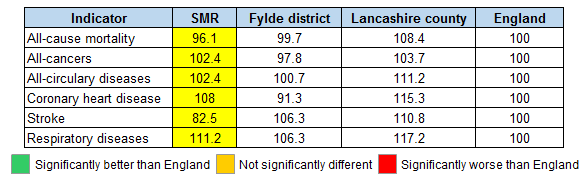 Indicator SMR Fylde district Lancashire county England
All-cause mortality 96.1 99.7 108.4 100
All-cancers 102.4 97.8 103.7 100
All-circulary diseases 102.4 100.7 111.2 100
Coronary heart disease 108 91.3 115.3 100
Stroke 82.5 106.3 110.8 100
Respiratory diseases 111.2 106.3 117.2 100
Significantly better than England Not significantly different Significantly worse than England